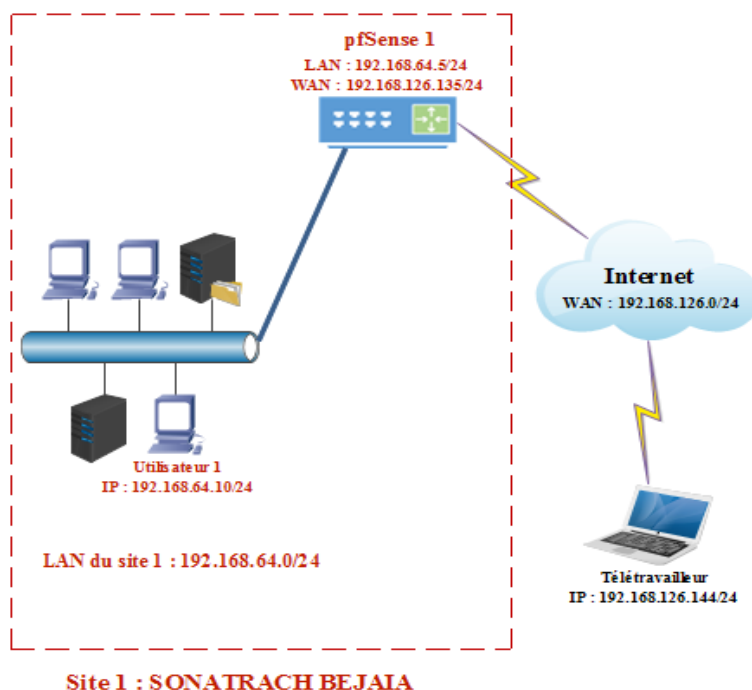 pfSense 1
LAN : 192.168.64.5/24
WAN : 192.168.126.135/24
Internet
WAN : 192.168.126.0/24
Utilisateur 1
IP : 192.168.64.10/24
LAN du site 1 : 192.168.64.0/24
Télétravailleur
IP : 192.168.126.144/24
Site 1 : SONATRACH BEJAIA